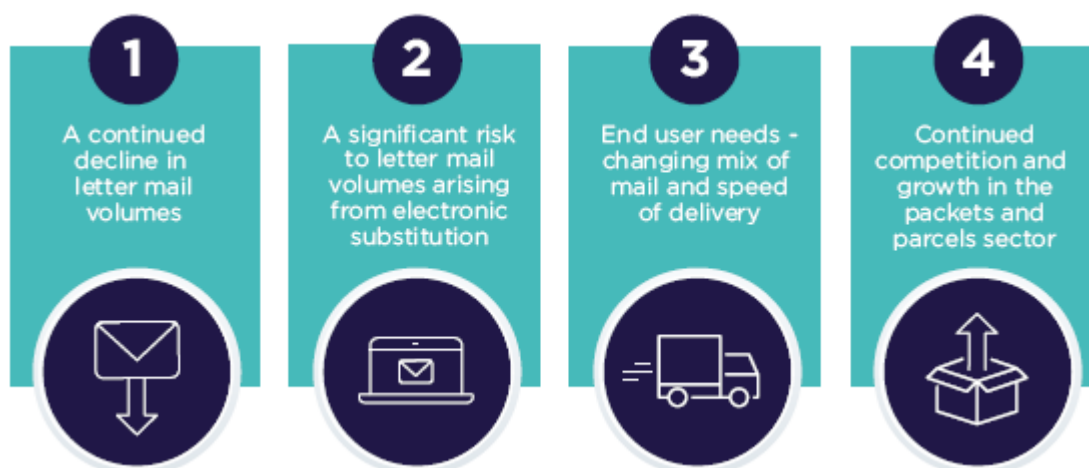 1
A continued
decline in
letter mail
volumes
2
A significant risk
to letter mail
volumes arising
from electronic
substitution
3
End user needs -
changing mix of
mail and speed
of delivery
4
Continued
competition and
growth in the
packets and
parcels sector